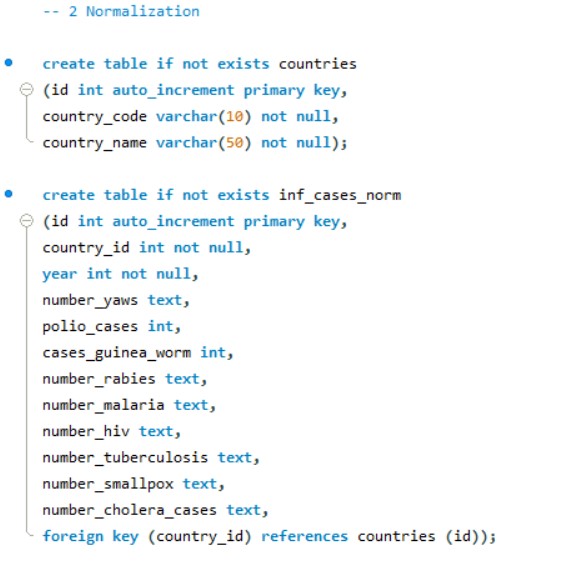 -- 2 Normalization
create table if not exists countries
(id int auto_increment primary key,
country_code varchar(10) not null,
country_name varchar(50) not null);
create table if not exists inf_cases_norm
(id int auto_increment primary key,
country_id int not null,
year int not null,
number_yaws text,
polio_cases int,
cases_guinea_worm int,
number_rabies text,
number_malaria text,
number_hiv text,
number_tuberculosis text,
number_smallpox text,
number_cholera_cases text,
foreign key (country_id) references countries (id));